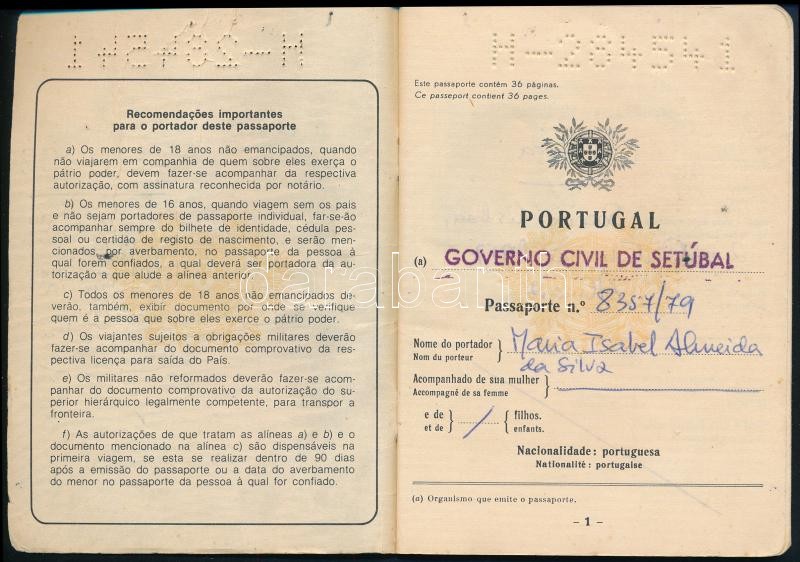 H-284541
Recomendações importantes
para o portador deste passaporte
a) Os menores de 18 anos não emancipados, quando
não viajarem em companhia de quem sobre eles exerça o
pátrio poder, devem fazer-se acompanhar da respectiva
autorização, com assinatura reconhecida por notário.
b) Os menores de 16 anos, quando viagem sem os pais
e não sejam portadores de passaporte individual, far-se-ão
acompanhar sempre do bilhete de identidade, cédula pes-
soal ou certidão de registo de nascimento, e serão men-
cionados, por averbamento, no passaporte da pessoa à
qual forem confiados, a qual deverá ser portadora da au-
torização a que alude a alínea anterior.
c) Todos os menores de 18 anos não emancipados de-
verão, também, exibir documento por onde se verifique
quem é a pessoa que sobre eles exerce o pátrio poder.
d) Os viajantes sujeitos a obrigações militares deverão
fazer-se acompanhar do documento comprovativo da res-
pectiva licença para saída do País.
e) Os militares não reformados deverão fazer-se acom-
panhar do documento comprovativo da autorização do su-
perior hierárquico legalmente competente, para transpor a
fronteira.
f) As autorizações de que tratam as alíneas a) e b) e o
documento mencionado na alínea c) são dispensáveis na
primeira viagem, se esta se realizar dentro de 90 dias
após a emissão do passaporte ou a data do averbamento
do menor no passaporte da pessoa à qual for confiado.
H-284541
Este passaporte contém 36 páginas.
Ce passeport contient 36 pages.
PORTUGAL
(a) GOVERNO CIVIL DE SETÚBAL
Passaporte n.º 8357/79
Nome do portador Maria Isabel Almeida
Nom du porteur da Silva
Acompanhado de sua mulher
Accompagné de sa femme
e de / filhos.
et de enfants.
Nacionalidade: portuguesa
Nationalité: portugaise
(a) Organismo que emite o passaporte.
- 1 -
darabanth